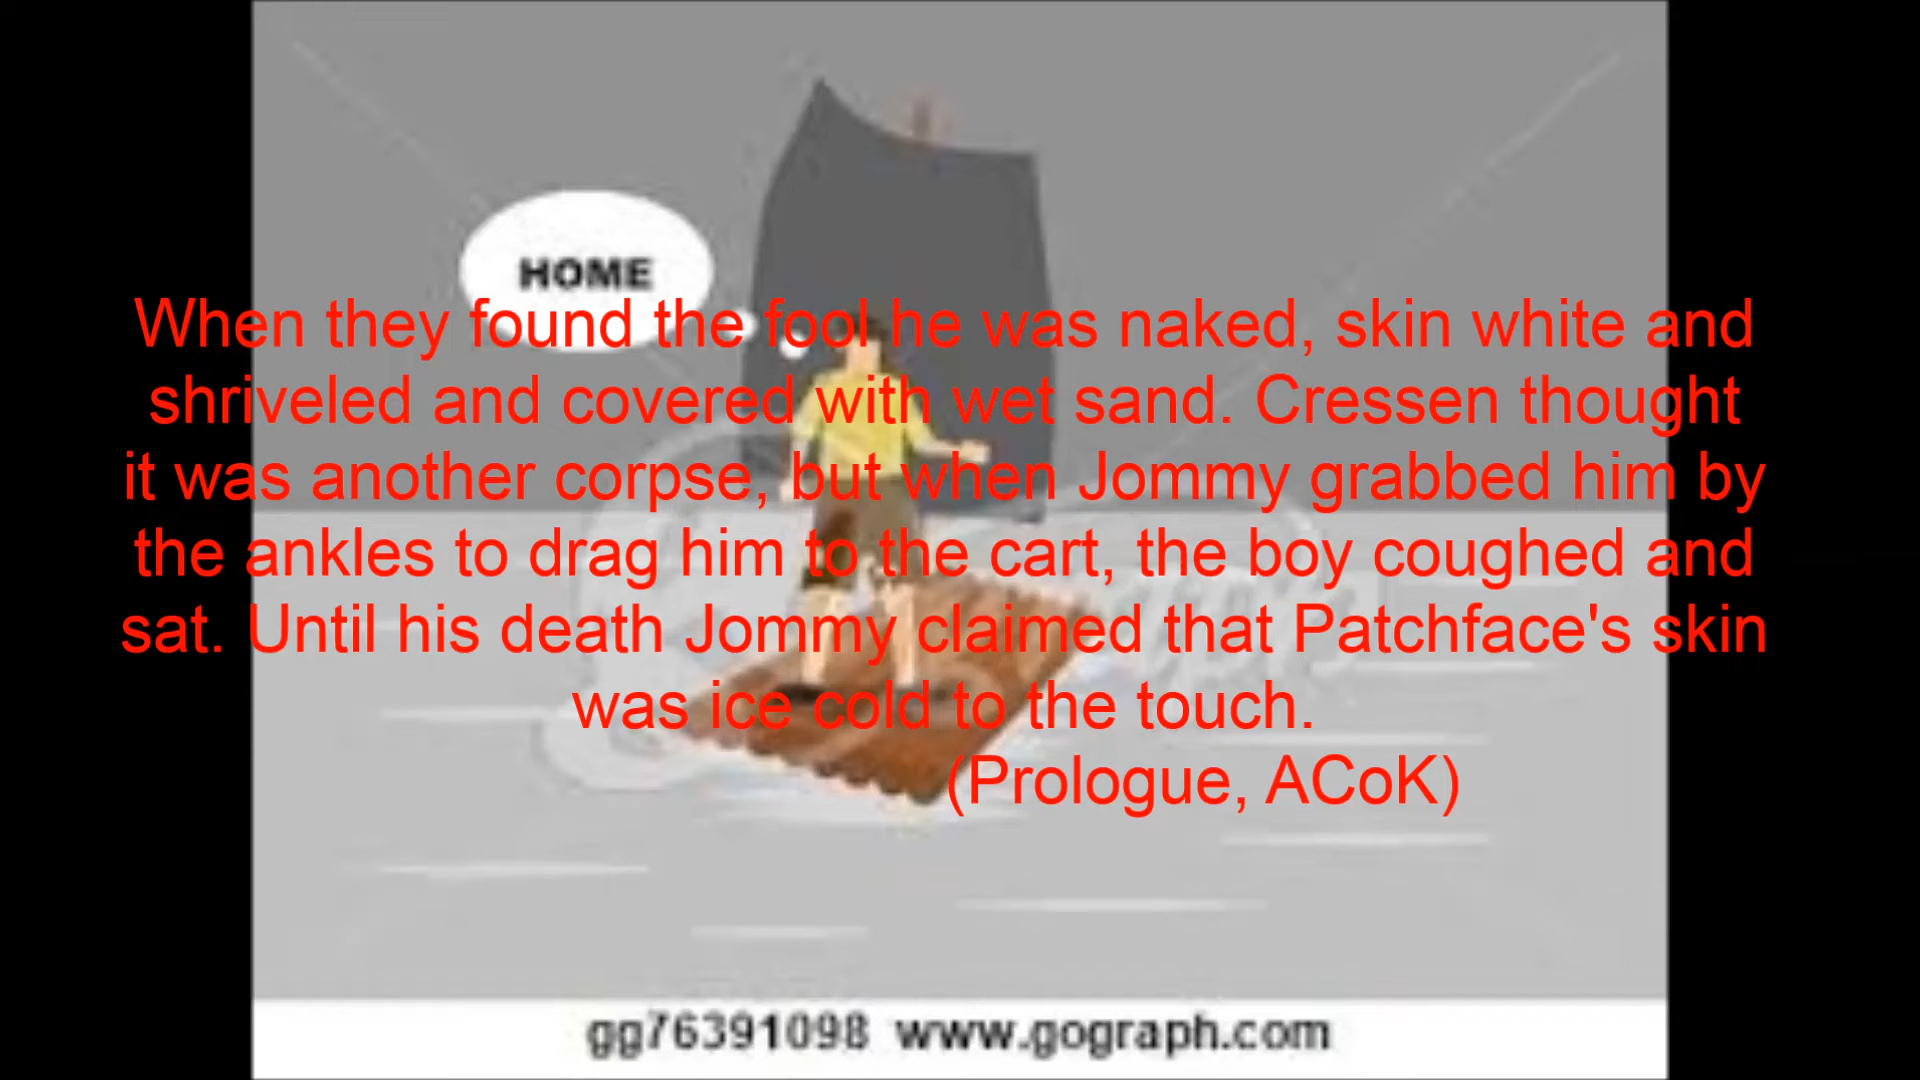 HOME
When they found the fool he was naked, skin white and
shriveled and covered with wet sand. Cressen thought
it was another corpse, but when Jommy grabbed him by
the ankles to drag him to the cart, the boy coughed and
sat. Until his death Jommy claimed that Patchface's skin
was ice cold to the touch.
(Prologue, ACoK)
gg76391098 www.gograph.com